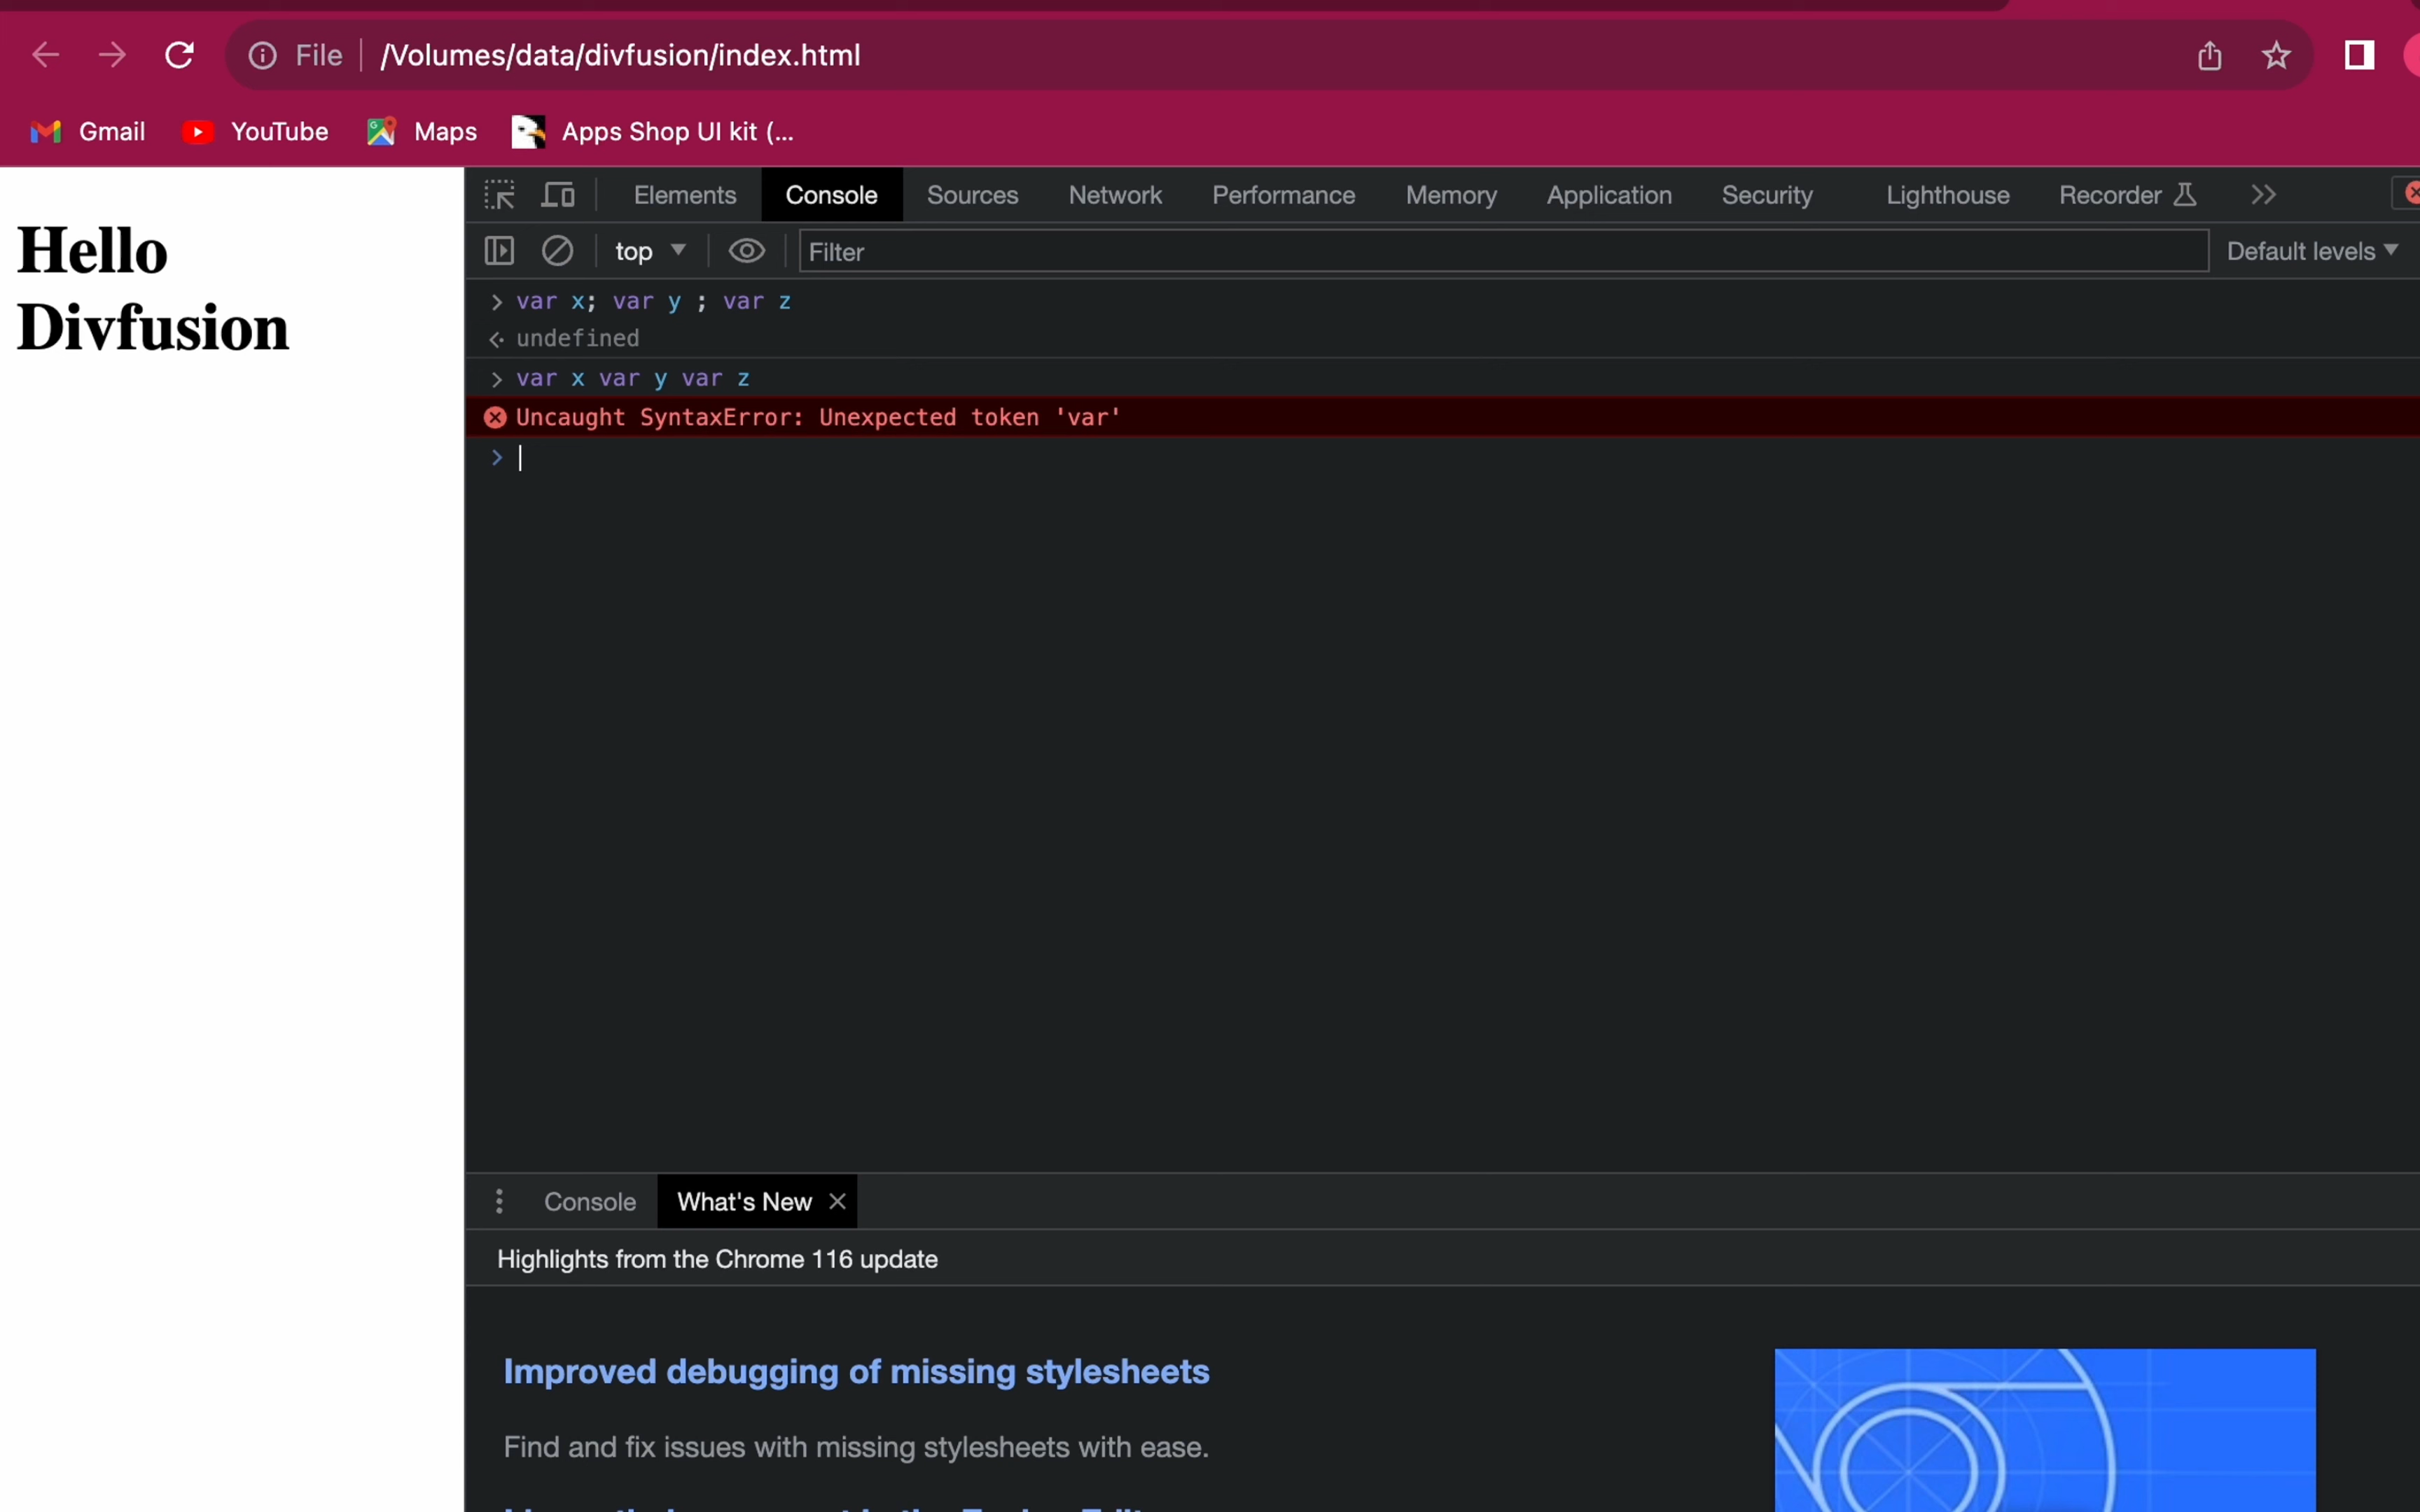 File /Volumes/data/divfusion/index.html
Gmail YouTube Maps Apps Shop UI kit (...
Hello
Divfusion
Elements Console Sources Network Performance Memory Application Security Lighthouse Recorder
top Filter Default levels
var x; var y ; var z
undefined
var x var y var z
Uncaught SyntaxError: Unexpected token 'var'
Console What's New
Highlights from the Chrome 116 update
Improved debugging of missing stylesheets
Find and fix issues with missing stylesheets with ease.